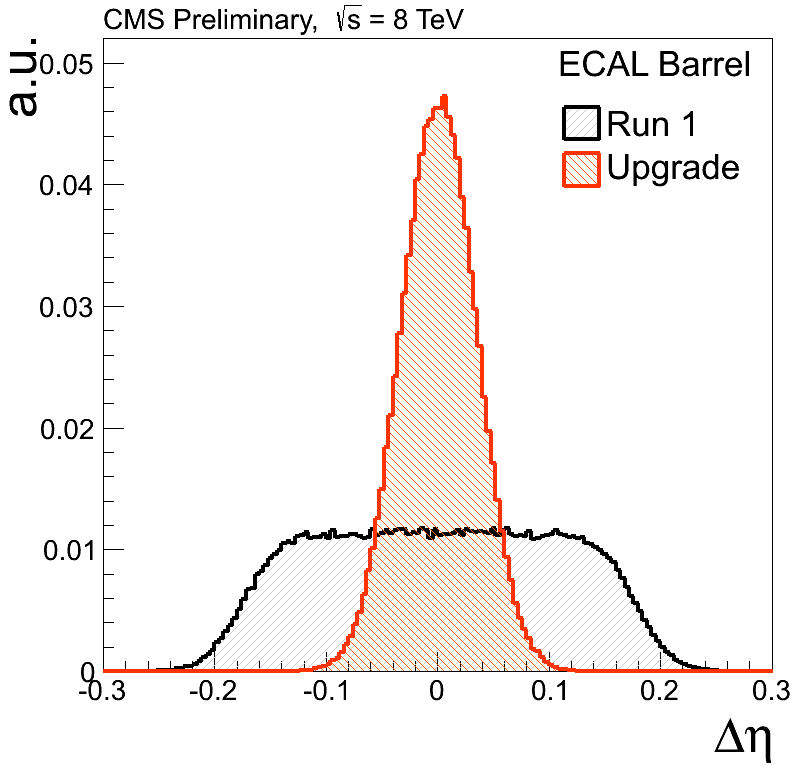 CMS Preliminary, √s = 8 TeV
a.u.
ECAL Barrel
Run 1
Upgrade
0.05
0.04
0.03
0.02
0.01
0
-0.3 -0.2 -0.1 0 0.1 0.2 0.3
Δη